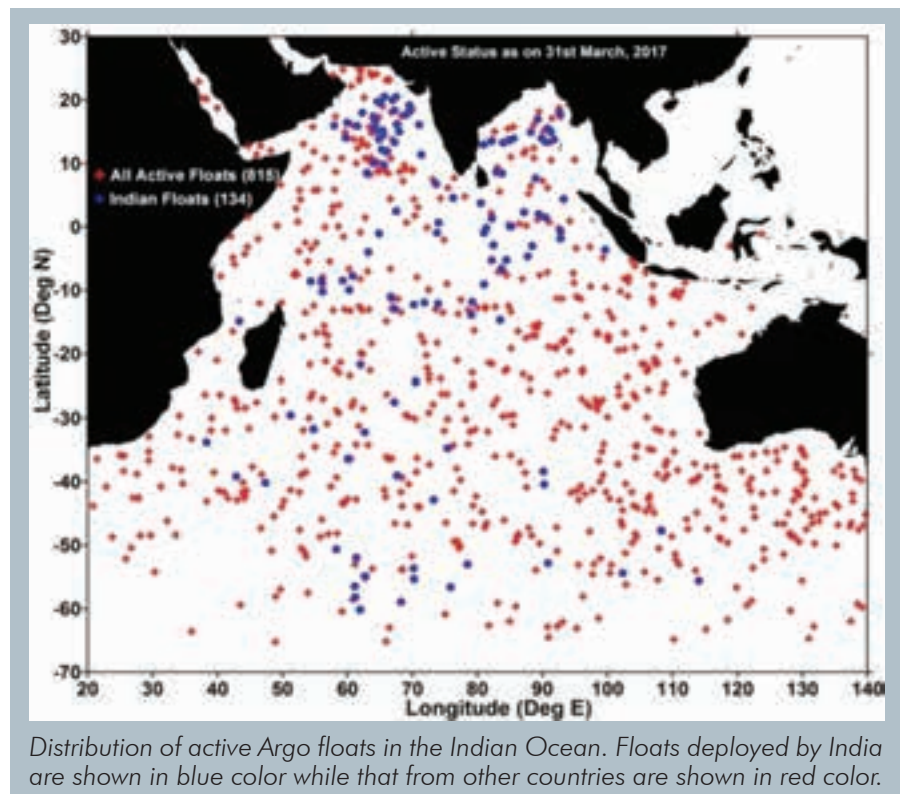 Active Status as on 31st March, 2017
30
20
10
0
-10
-20
-30
-40
-50
-60
-70
All Active Floats (815)
Indian Floats (134)
Latitude (Deg N)
20 30 40 50 60 70 80 90 100 110 120 130 140
Longitude (Deg E)
Distribution of active Argo floats in the Indian Ocean. Floats deployed by India
are shown in blue color while that from other countries are shown in red color.